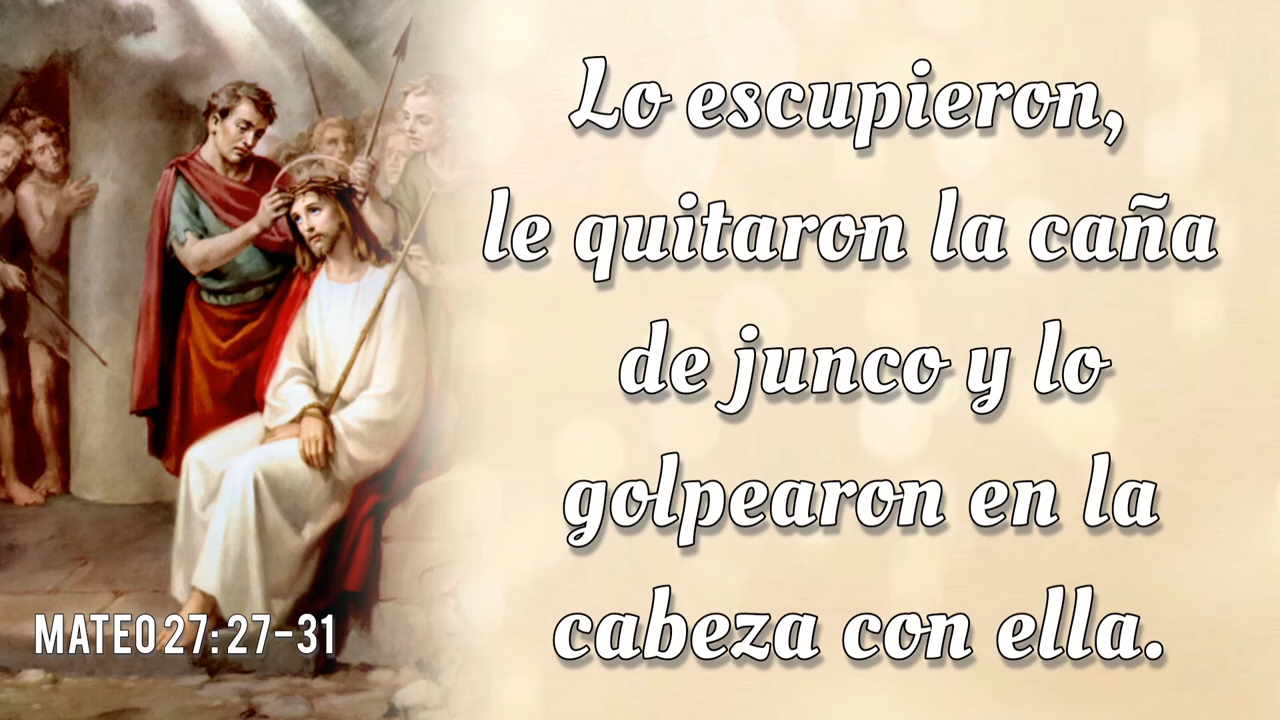 Lo escupieron,
le quitaron la caña
de junco y lo
golpearon en la
cabeza con ella.
MATEO 27: 27-31